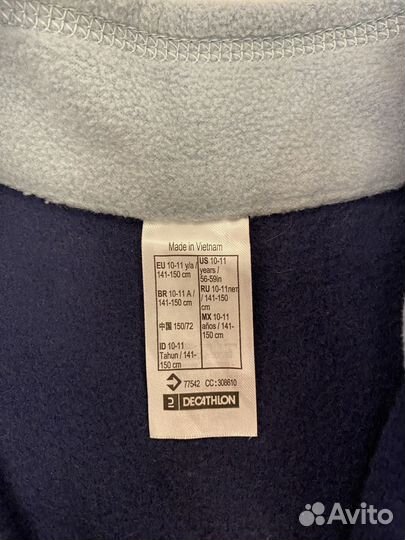 Made in Vietnam
EU 10-11 y/a /
141-150 cm
BR 10-11 A /
141-150 cm
中国 150/72
ID 10-11
Tahun / 141-
150 cm
US 10-11
years /
56-59in
RU 10-11лет
/ 141-150
cm
MX 10-11
años / 141-
150 cm
77542 CC: 308610
DECATHLON
Avito